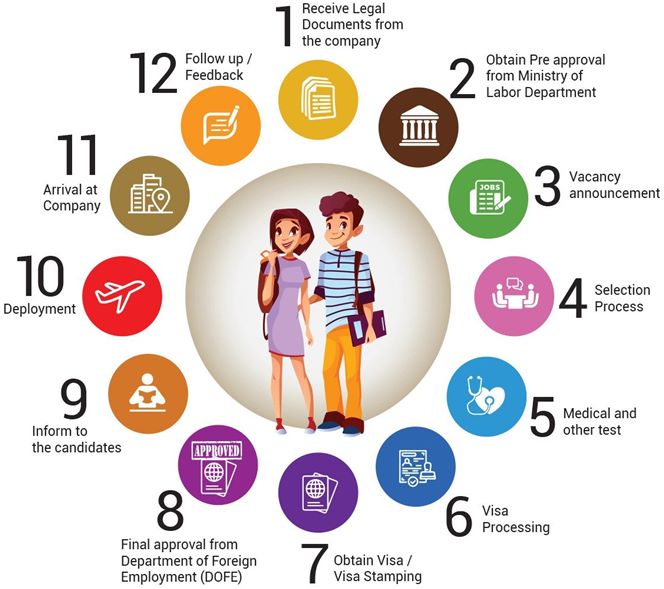 1
Receive Legal
Documents from
the company
2
Obtain Pre approval
from Ministry of
Labor Department
3
Vacancy
announcement
JOBS
4
Selection
Process
5
Medical and
other test
6
Visa
Processing
7
Obtain Visa /
Visa Stamping
8
Final approval from
Department of Foreign
Employment (DOFE)
APPROVED
9
Inform to
the candidates
10
Deployment
11
Arrival at
Company
12
Follow up /
Feedback